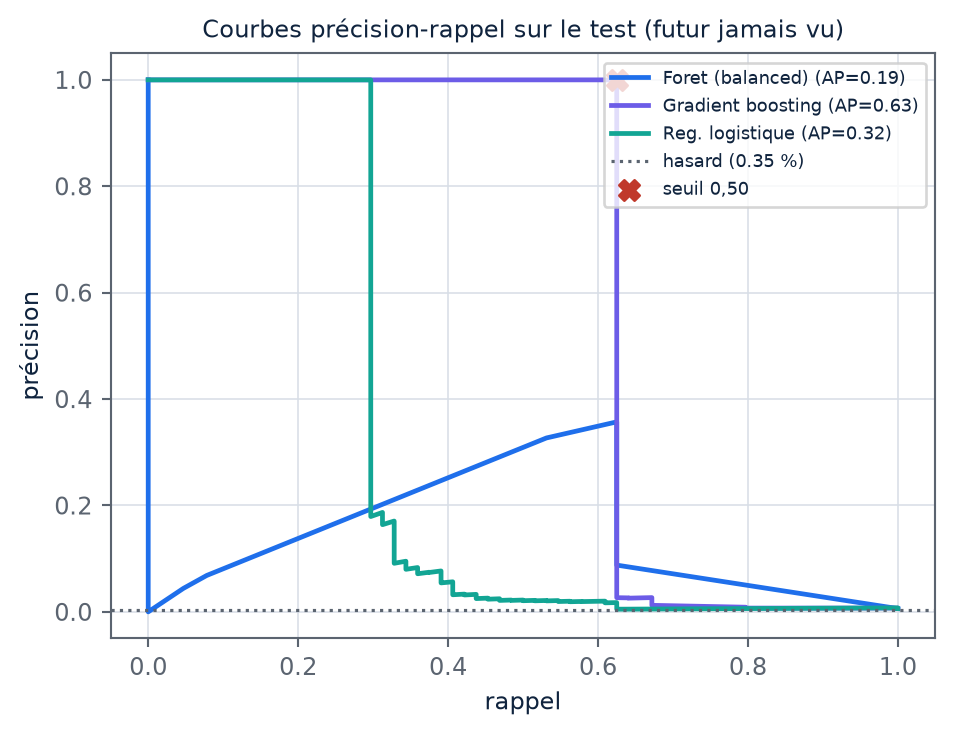 Courbes précision-rappel sur le test (futur jamais vu)
Foret (balanced) (AP=0.19)
Gradient boosting (AP=0.63)
Reg. logistique (AP=0.32)
hasard (0.35 %)
seuil 0,50
précision
1.0
0.8
0.6
0.4
0.2
0.0
0.0 0.2 0.4 0.6 0.8 1.0
rappel